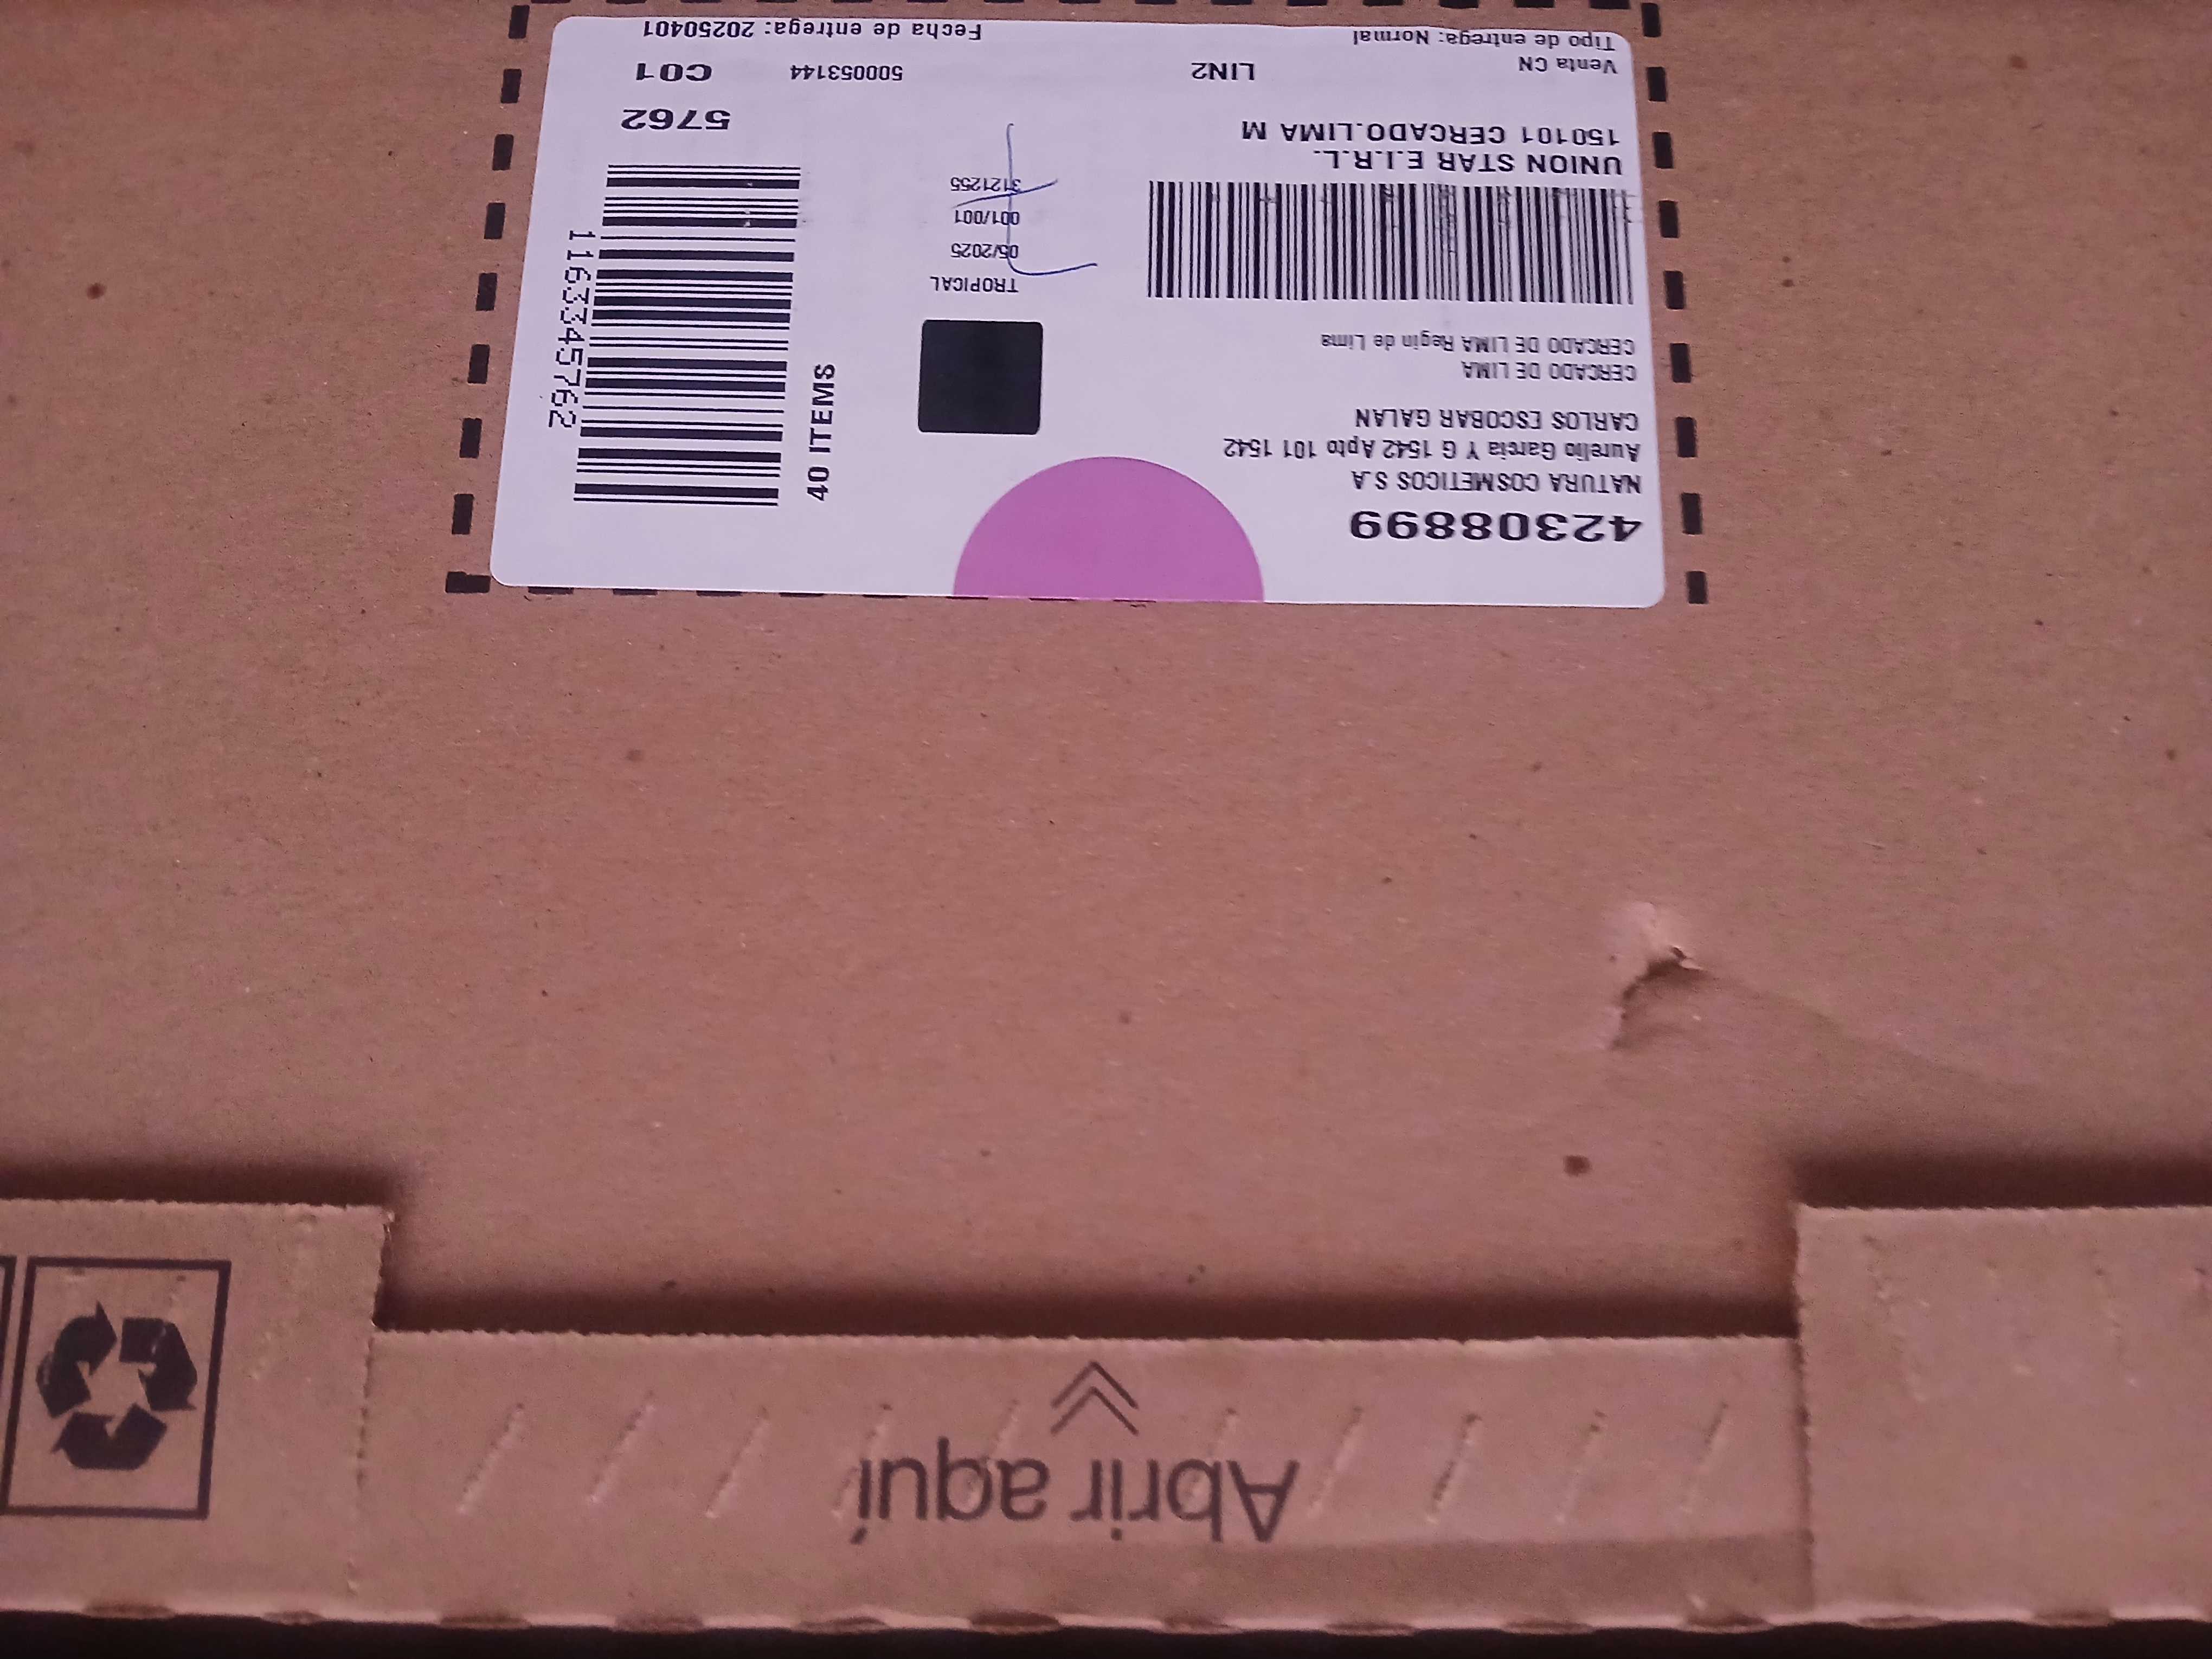 42308899
NATURA COSMETICOS S.A
Aurelio Garcia Y G 1542 Apto 101 1542
CARLOS ESCOBAR GALAN
CERCADO DE LIMA
CERCADO DE LIMA Regin de Lima
UNION STAR E.I.R.L.
150101 CERCADO.LIMA M
Venta CN
LIN2
Tipo de entrega: Normal
TROPICAL
05/2025
001/001
3121255
40 ITEMS
1163345762
5762
500053144
C01
Fecha de entrega: 20250401
Abrir aquí